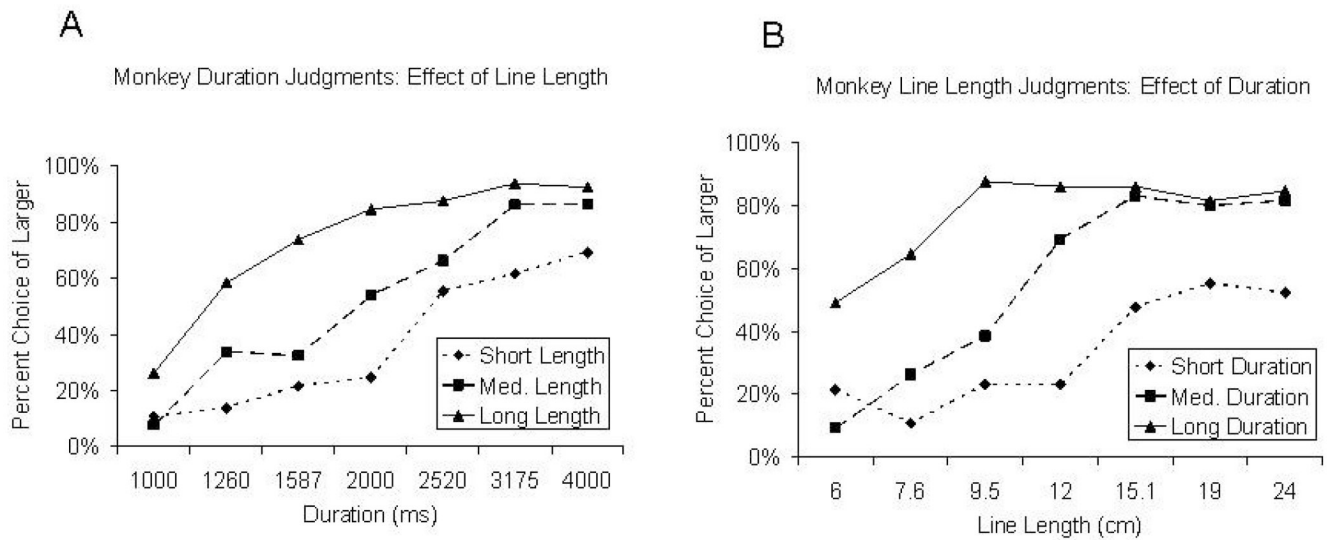 A
Monkey Duration Judgments: Effect of Line Length
Percent Choice of Larger
100%
80%
60%
40%
20%
0%
Short Length
Med. Length
Long Length
1000 1260 1587 2000 2520 3175 4000
Duration (ms)
B
Monkey Line Length Judgments: Effect of Duration
Percent Choice of Larger
100%
80%
60%
40%
20%
0%
Short Duration
Med. Duration
Long Duration
6 7.6 9.5 12 15.1 19 24
Line Length (cm)